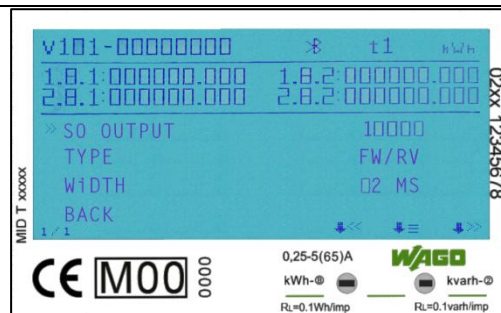 V101-00000000 t1 kWh
1.8.1:000000.000 1.8.2:000000.000
2.8.1:000000.000 2.8.2:000000.000
» SO OUTPUT 10000
TYPE FW/RV
WiDTH 02 MS
BACK
1/1 << ≡ >>
MID T xxxxx
02xx 12345678
CE M00 0000
0,25-5(65)A WAGO
kWh-① kvarh-②
RL=0.1Wh/imp RL=0.1varh/imp